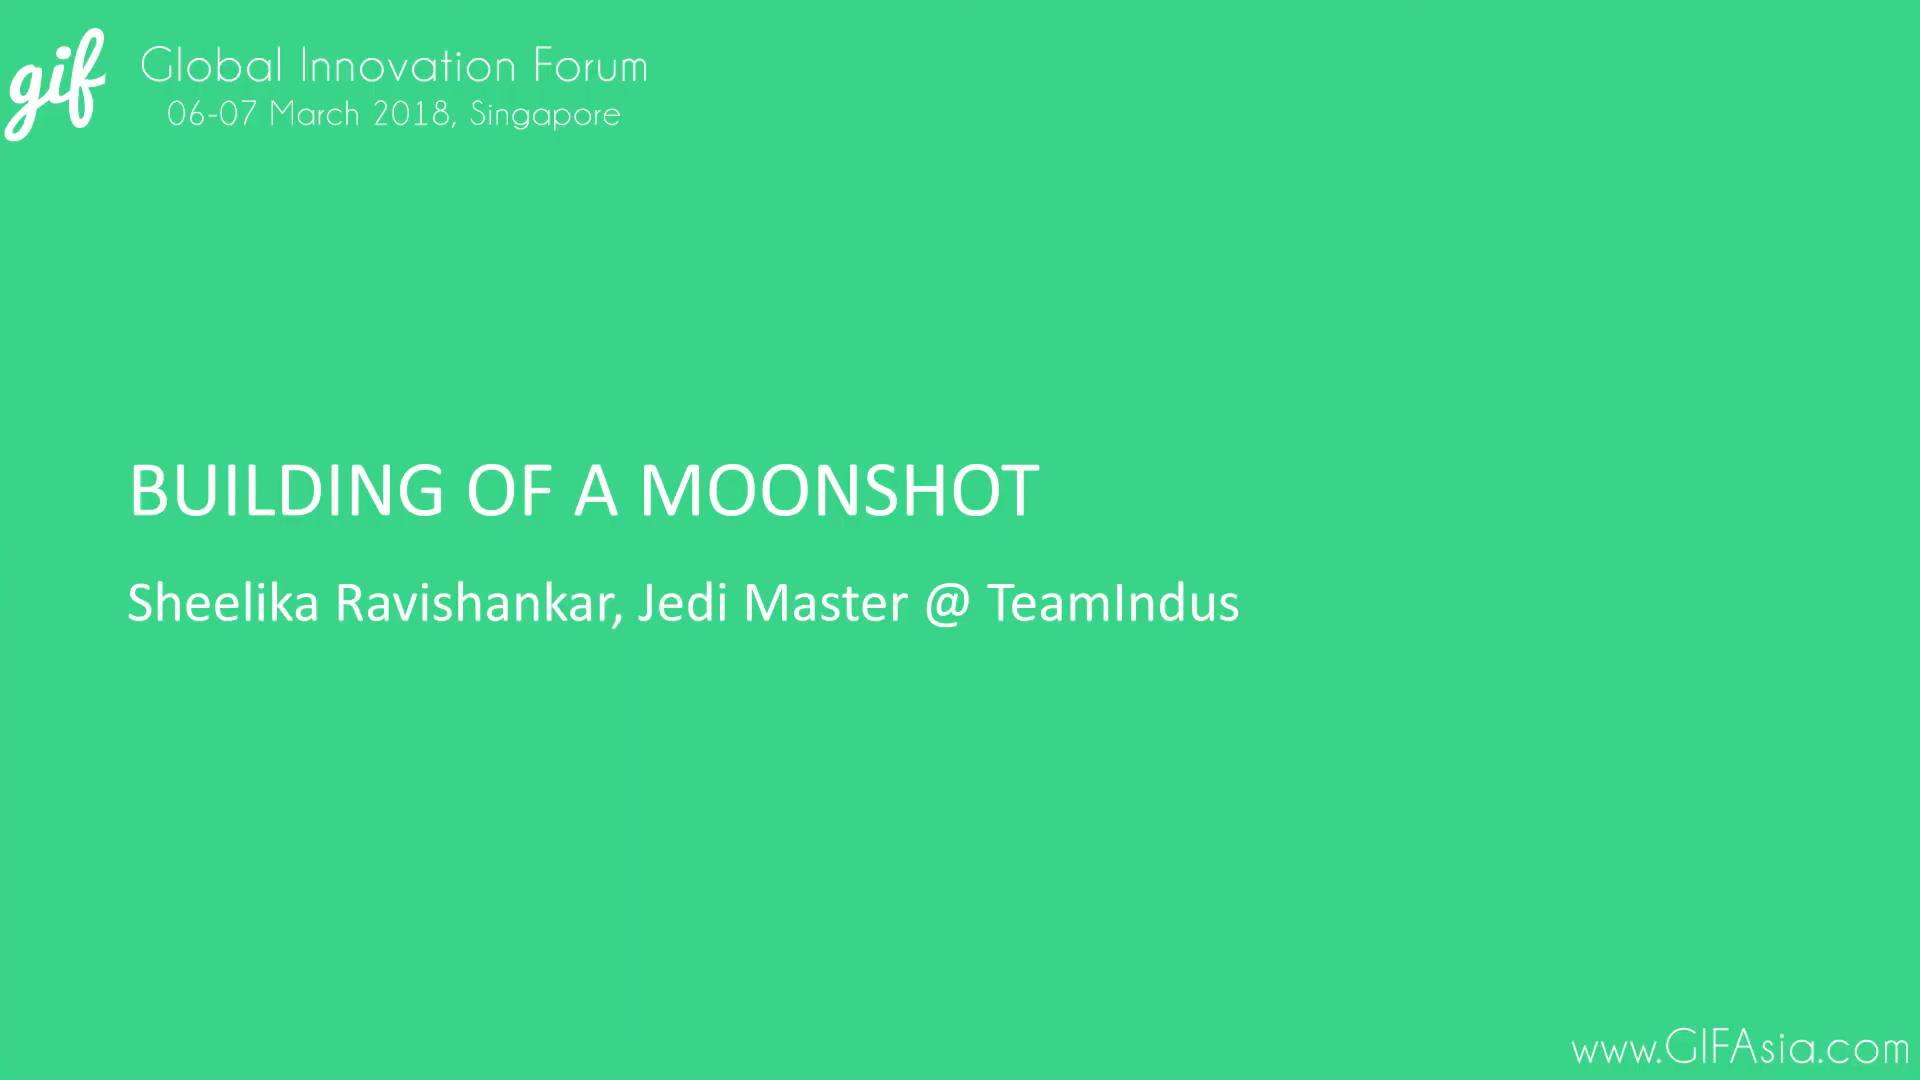 gif
Global Innovation Forum
06-07 March 2018, Singapore
BUILDING OF A MOONSHOT
Sheelika Ravishankar, Jedi Master @ TeamIndus
www.GIFAsia.com